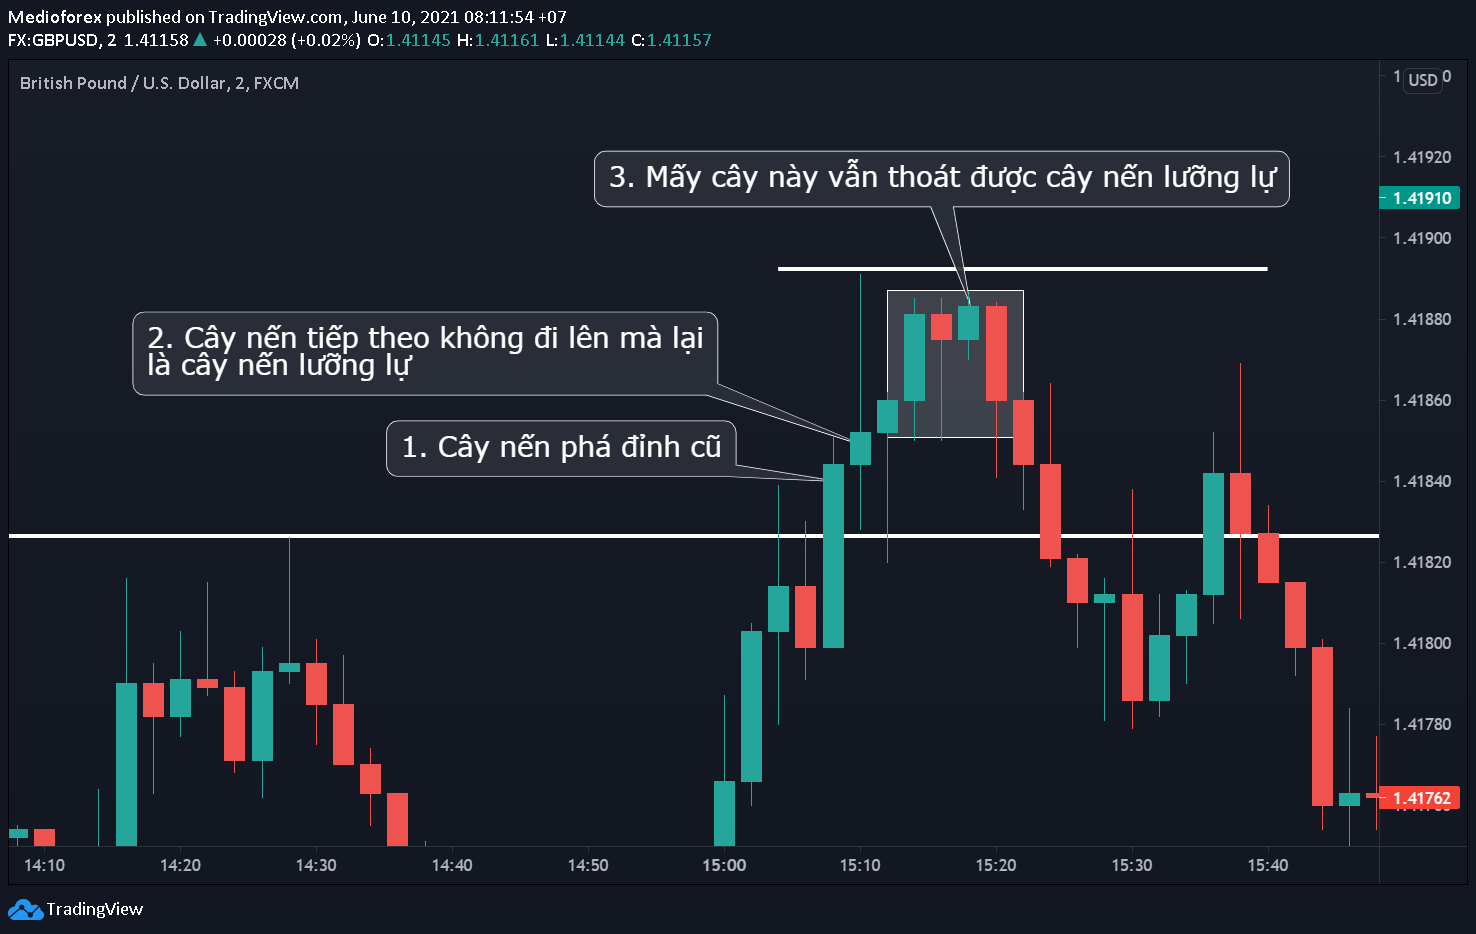 Medioforex published on TradingView.com, June 10, 2021 08:11:54 +07
FX:GBPUSD, 2 1.41158 ▲ +0.00028 (+0.02%) O:1.41145 H:1.41161 L:1.41144 C:1.41157
British Pound / U.S. Dollar, 2, FXCM
USD
1.41920
3. Mấy cây này vẫn thoát được cây nến lưỡng lự
1.41910
1.41900
1.41880
2. Cây nến tiếp theo không đi lên mà lại
là cây nến lưỡng lự
1.41860
1. Cây nến phá đỉnh cũ
1.41840
1.41820
1.41800
1.41780
1.41762
14:10 14:20 14:30 14:40 14:50 15:00 15:10 15:20 15:30 15:40
TradingView